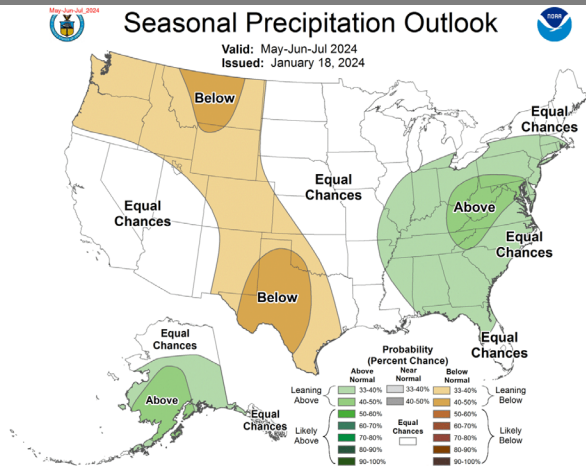 May-Jun-Jul_2024
Seasonal Precipitation Outlook
NOAA
Valid: May-Jun-Jul 2024
Issued: January 18, 2024
Below
Equal
Chances
Equal
Chances
Equal
Chances
Above
Equal
Chances
Below
Equal
Chances
Equal
Chances
Above
Equal
Chances
Probability
(Percent Chance)
Above
Normal
Near
Normal
Below
Normal
Leaning
Above
33-40%
40-50%
33-40%
40-50%
33-40%
40-50%
Leaning
Below
Likely
Above
50-60%
60-70%
70-80%
80-90%
90-100%
Equal
Chances
50-60%
60-70%
70-80%
80-90%
90-100%
Likely
Below